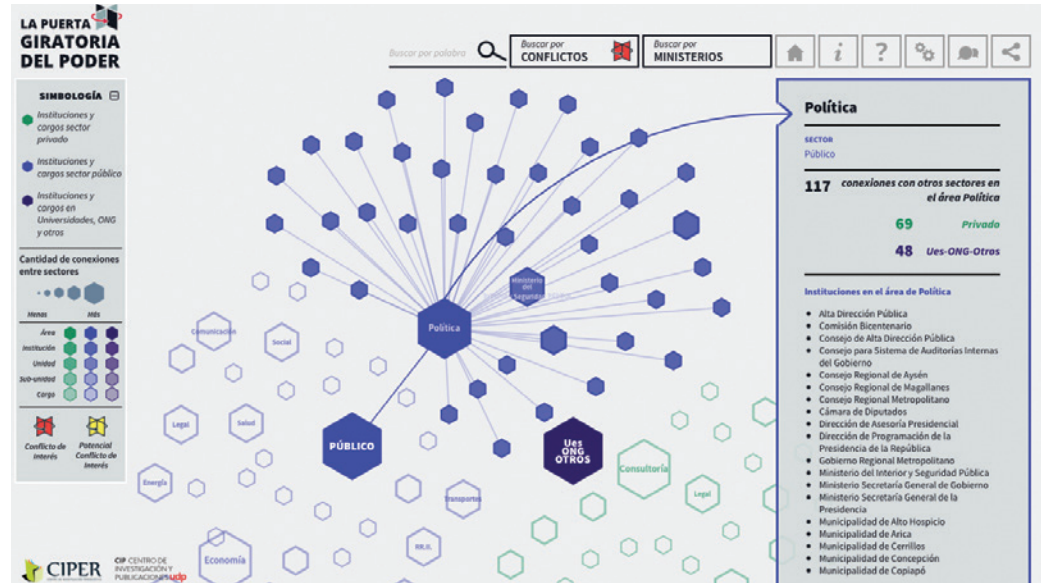 LA PUERTA
GIRATORIA
DEL PODER
Buscar por palabra
Buscar por
CONFLICTOS
Buscar por
MINISTERIOS
i
?
SIMBOLOGÍA
Instituciones y
cargos sector
privado
Instituciones y
cargos sector público
Instituciones y
cargos en
Universidades, ONG
y otros
Cantidad de conexiones
entre sectores
Menos
Más
Área
Institución
Unidad
Sub-unidad
Cargo
Conflicto de
Interés
Potencial
Conflicto de
Interés
Ministerio
del
Política
PÚBLICO
Ues
ONG
OTROS
Comunicación
Social
Legal
Salud
Energía
Transportes
RR.II.
Economía
Consultoría
Legal
Política
SECTOR
Público
117 conexiones con otros sectores en
el área Política
69 Privado
48 Ues-ONG-Otros
Instituciones en el área de Política
• Alta Dirección Pública
• Comisión Bicentenario
• Consejo de Alta Dirección Pública
• Consejo para Sistema de Auditorías Internas
del Gobierno
• Consejo Regional de Aysén
• Consejo Regional de Magallanes
• Consejo Regional Metropolitano
• Cámara de Diputados
• Dirección de Asesoría Presidencial
• Dirección de Programación de la
Presidencia de la República
• Gobierno Regional Metropolitano
• Ministerio del Interior y Seguridad Pública
• Ministerio Secretaría General de Gobierno
• Ministerio Secretaría General de la
Presidencia
• Municipalidad de Alto Hospicio
• Municipalidad de Arica
• Municipalidad de Cerrillos
• Municipalidad de Concepción
• Municipalidad de Copiapó
CIPER
CIP CENTRO DE
INVESTIGACIÓN Y
PUBLICACIONES udp